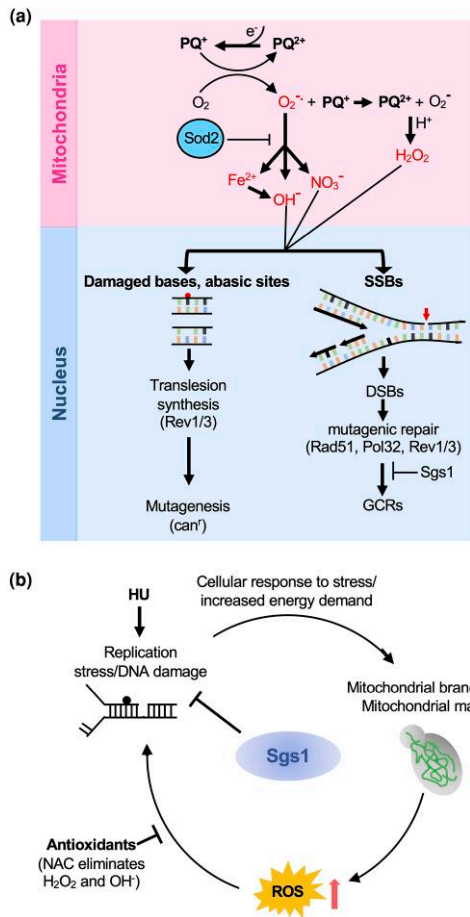 (a)
Mitochondria
e⁻
PQ⁺ PQ²⁺
O₂ O₂⁻· + PQ⁺ PQ²⁺ + O₂⁻
Sod2 H⁺
Fe²⁺ NO₃⁻ H₂O₂
OH⁻
Nucleus
Damaged bases, abasic sites
Translesion
synthesis
(Rev1/3)
Mutagenesis
(canʳ)
SSBs
DSBs
mutagenic repair
(Rad51, Pol32, Rev1/3)
Sgs1
GCRs
(b)
Cellular response to stress/
increased energy demand
HU
Replication
stress/DNA damage
Mitochondrial
Mitochondrial
Sgs1
Antioxidants
(NAC eliminates
H₂O₂ and OH⁻)
ROS